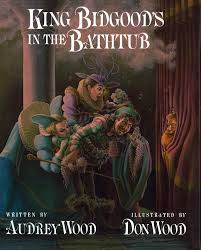 KING BIDGOOD'S
IN THE BATHTUB
WRITTEN BY
AUDREY WOOD
ILLUSTRATED BY
DON WOOD